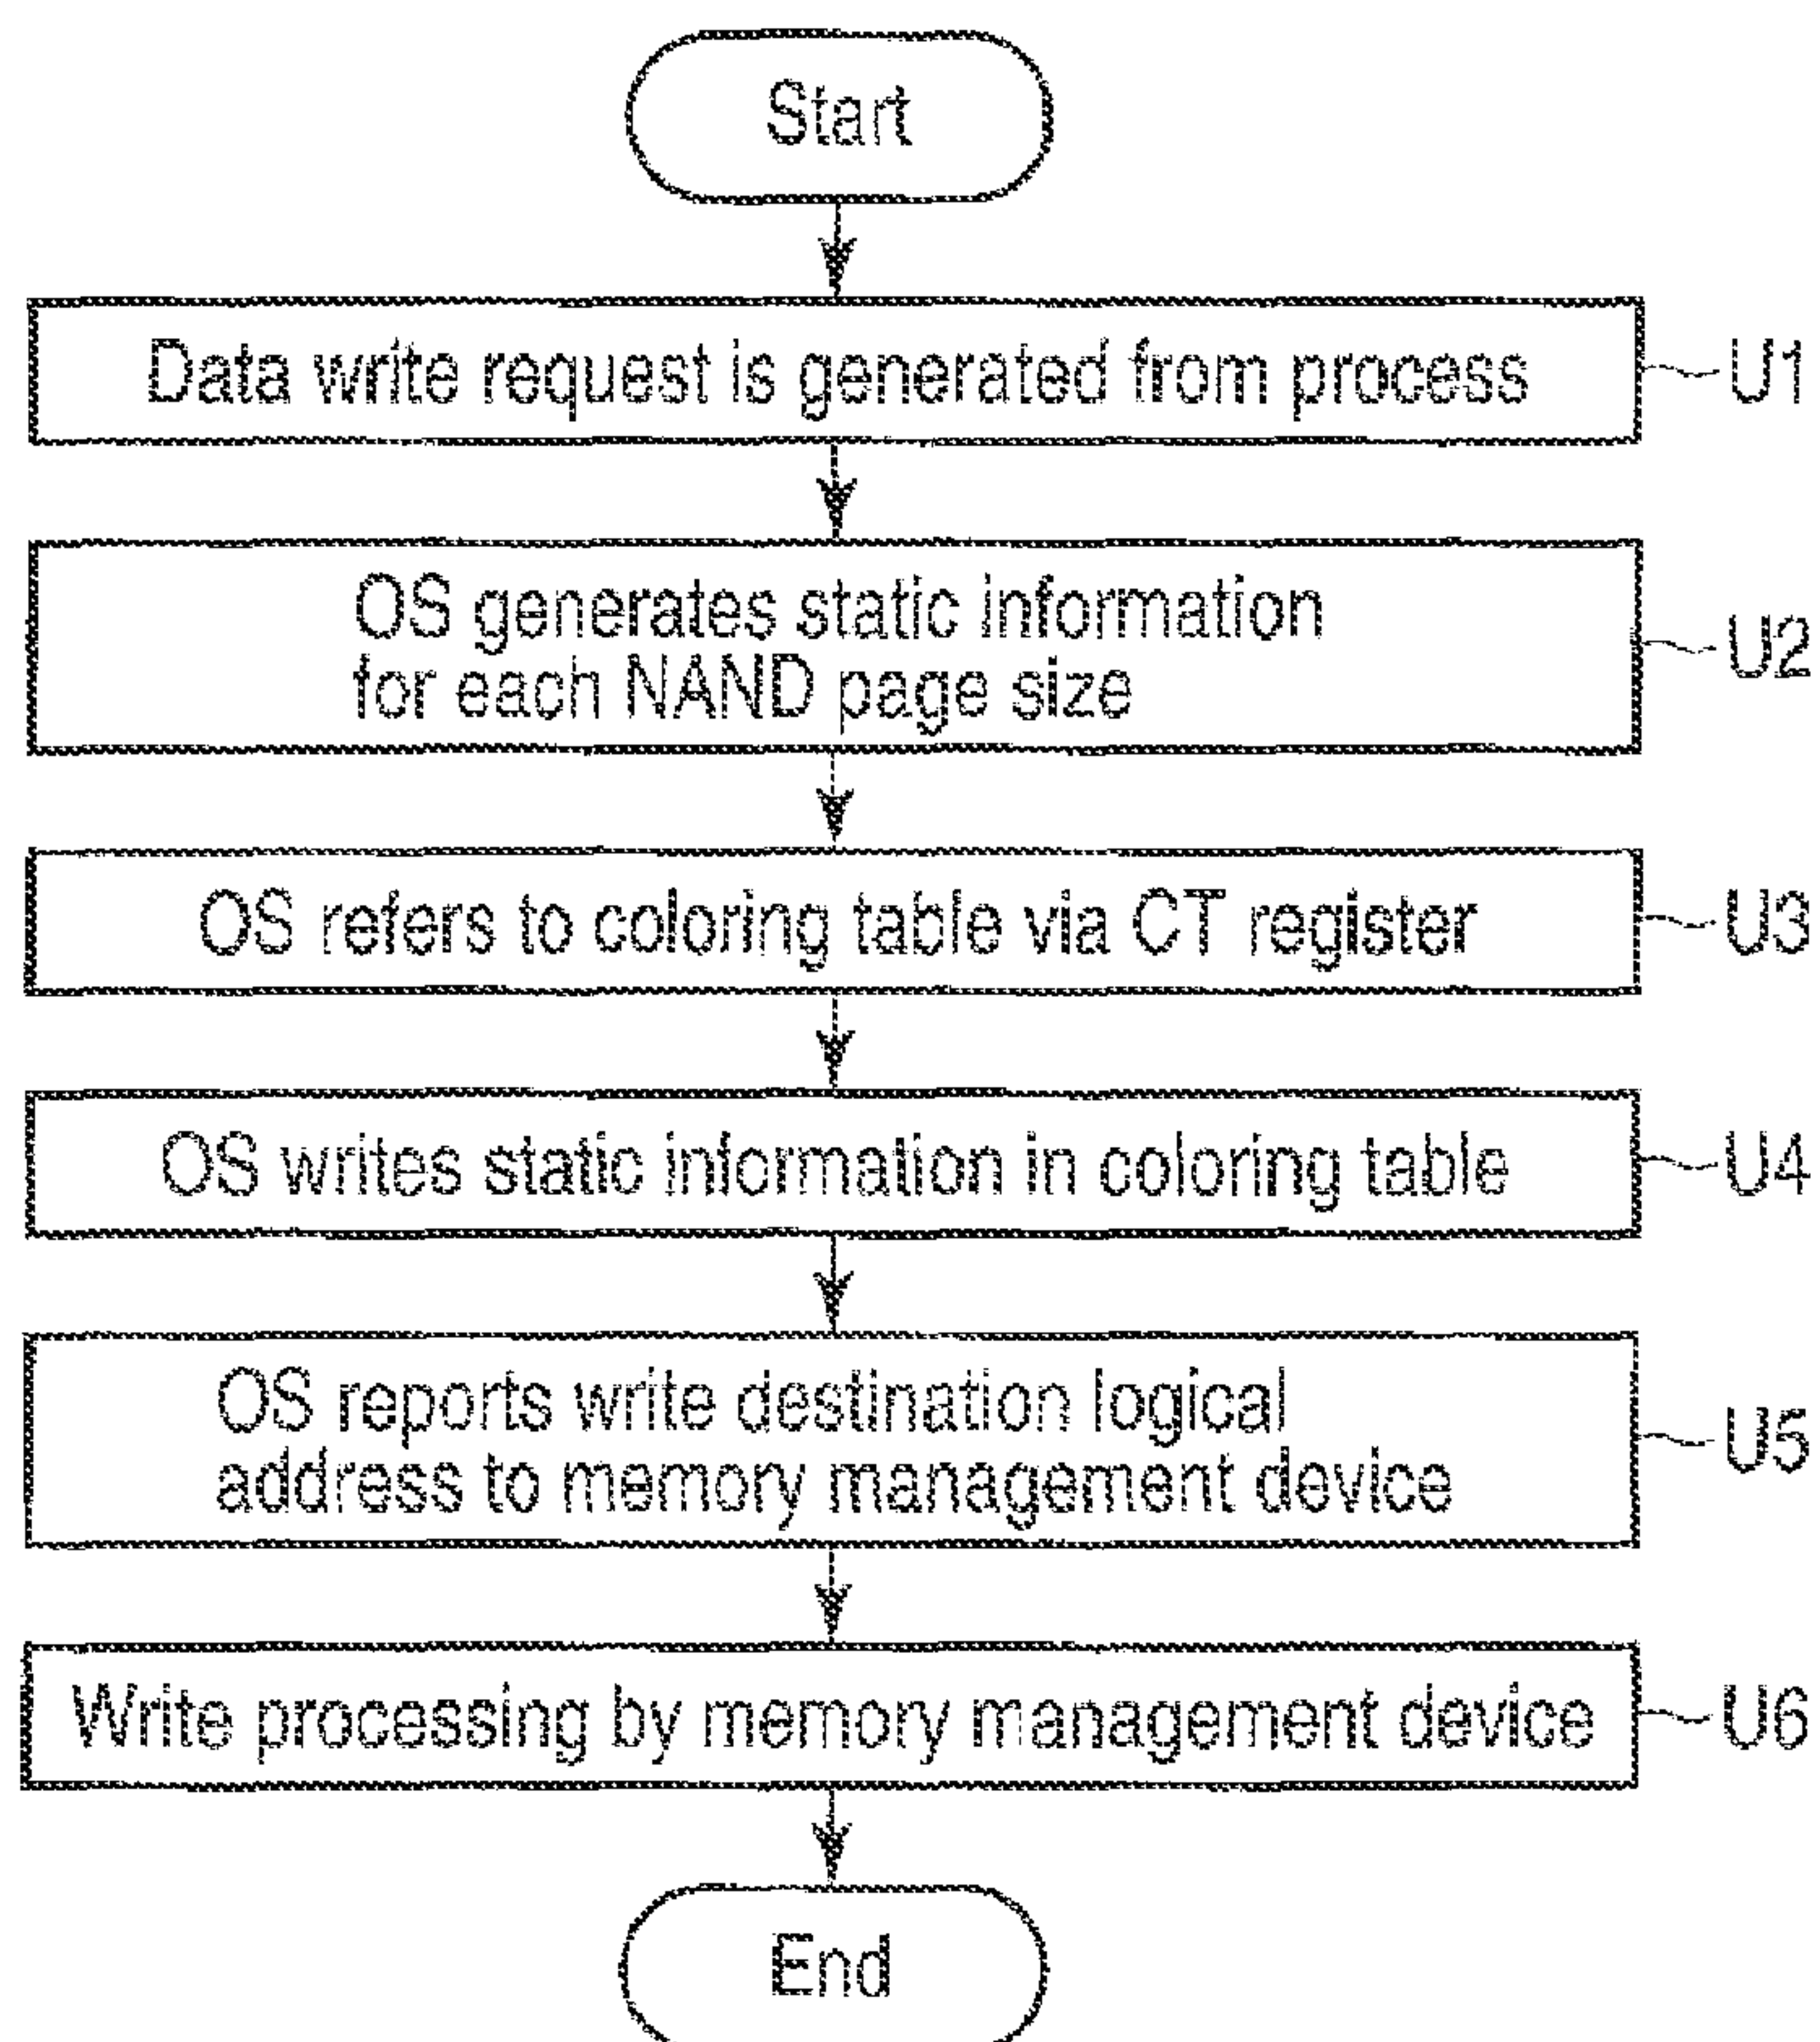 Start
Data write request is generated from process
U1
OS generates static information
for each NAND page size
U2
OS refers to coloring table via CT register
U3
OS writes static information in coloring table
U4
OS reports write destination logical
address to memory management device
U5
Write processing by memory management device
U6
End